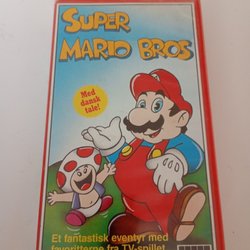 SUPER
MARIO BROS
Med
dansk
tale!
Et fantastisk eventyr med
favoritterne fra TV-spillet